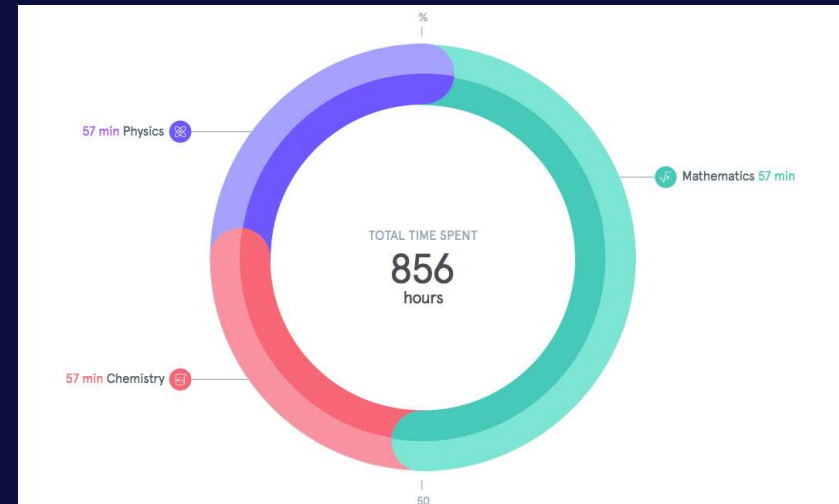 %
57 min Physics
Mathematics 57 min
TOTAL TIME SPENT
856
hours
57 min Chemistry
50